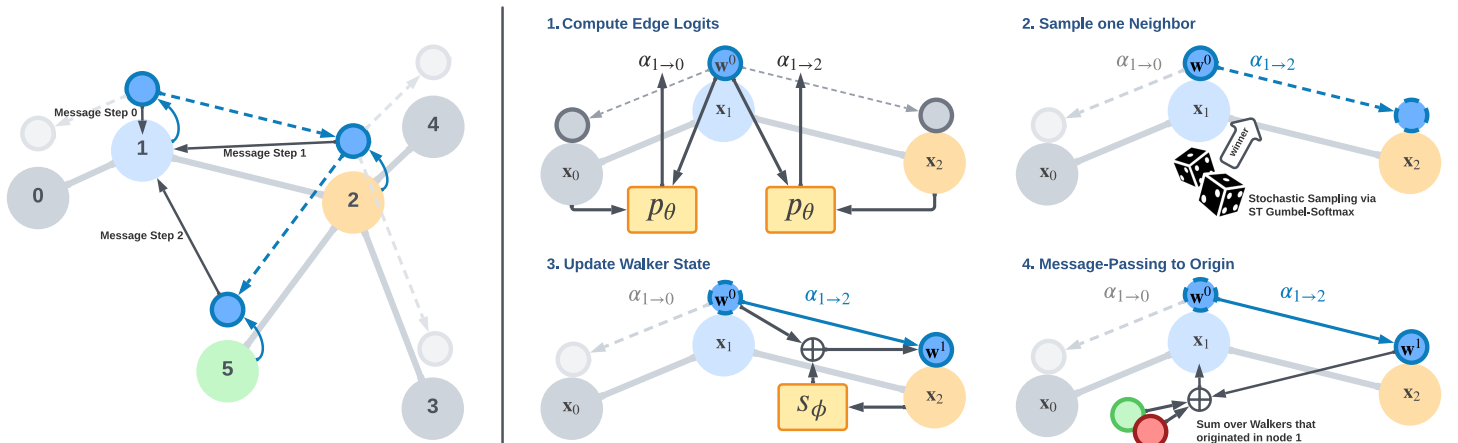 Message Step 0
1
4
Message Step 1
0
2
Message Step 2
5
3
1. Compute Edge Logits
α₁→₀
w⁰
α₁→₂
x₁
x₀
x₂
pθ
pθ
2. Sample one Neighbor
α₁→₀
w⁰
α₁→₂
x₁
winner
x₀
x₂
Stochastic Sampling via
ST Gumbel-Softmax
3. Update Walker State
α₁→₀
w⁰
α₁→₂
x₁
w¹
x₀
x₂
sϕ
4. Message-Passing to Origin
α₁→₀
w⁰
α₁→₂
x₁
w¹
x₀
x₂
Sum over Walkers that
originated in node 1